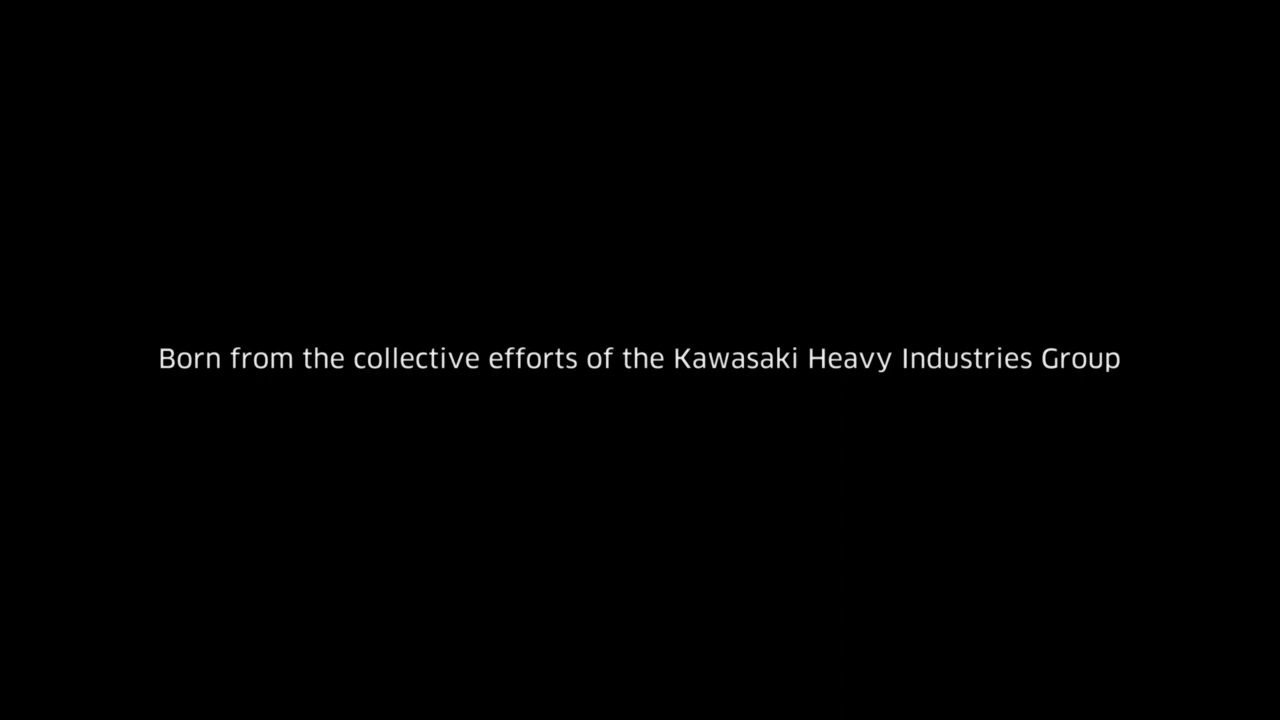 Born from the collective efforts of the Kawasaki Heavy Industries Group